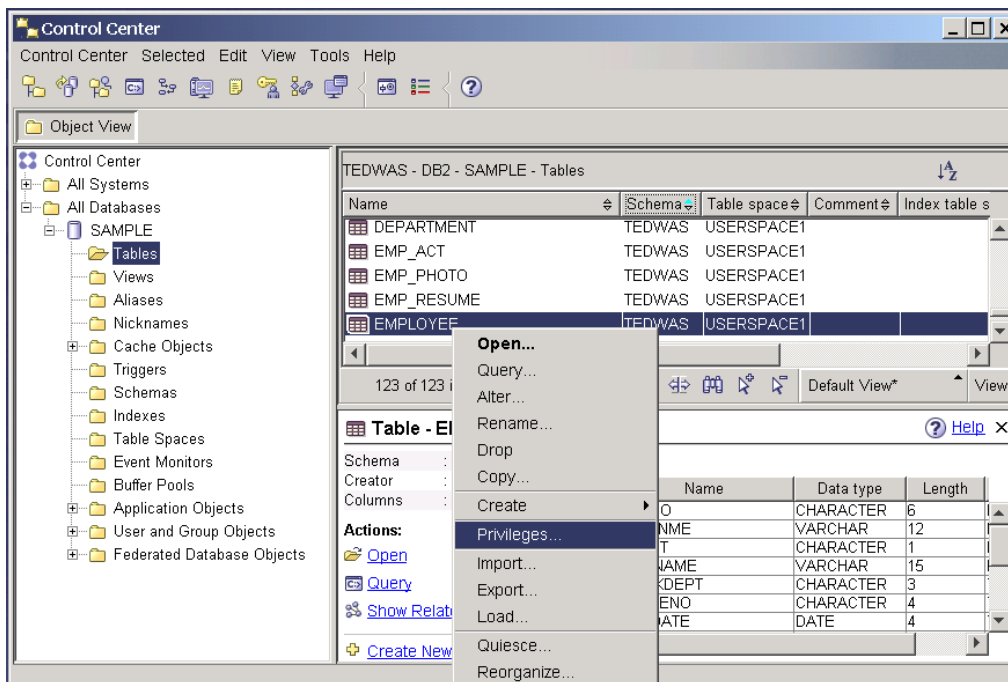 Control Center
Control Center Selected Edit View Tools Help
Object View
Control Center
All Systems
All Databases
SAMPLE
Tables
Views
Aliases
Nicknames
Cache Objects
Triggers
Schemas
Indexes
Table Spaces
Event Monitors
Buffer Pools
Application Objects
User and Group Objects
Federated Database Objects
TEDWAS - DB2 - SAMPLE - Tables
Name Schema Table space Comment Index table s
DEPARTMENT TEDWAS USERSPACE1
EMP_ACT TEDWAS USERSPACE1
EMP_PHOTO TEDWAS USERSPACE1
EMP_RESUME TEDWAS USERSPACE1
EMPLOYEE TEDWAS USERSPACE1
123 of 123 i
Default View* View
Open...
Query...
Alter...
Rename...
Drop
Copy...
Create
Privileges...
Import...
Export...
Load...
Quiesce...
Reorganize...
Table - El
Help
Schema :
Creator :
Columns :
Actions:
Open
Query
Show Relat
Create New
Name Data type Length
O CHARACTER 6
NME VARCHAR 12
T CHARACTER 1
NAME VARCHAR 15
KDEPT CHARACTER 3
ENO CHARACTER 4
ATE DATE 4